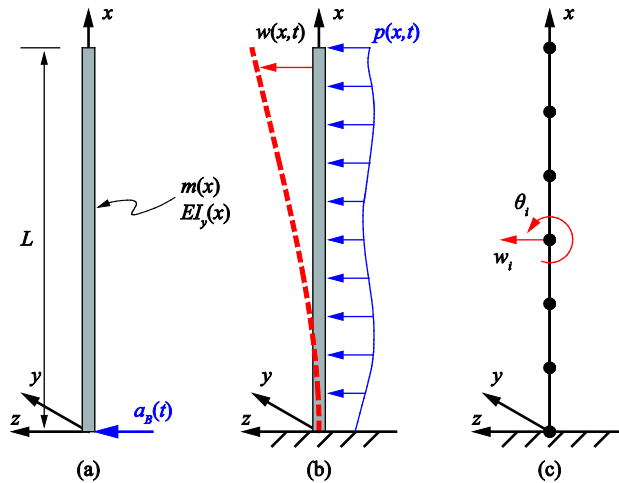 x
L
m(x)
EI_y(x)
y
z
a_B(t)
(a)
x
w(x,t)
p(x,t)
y
z
(b)
x
θ_i
w_i
y
z
(c)